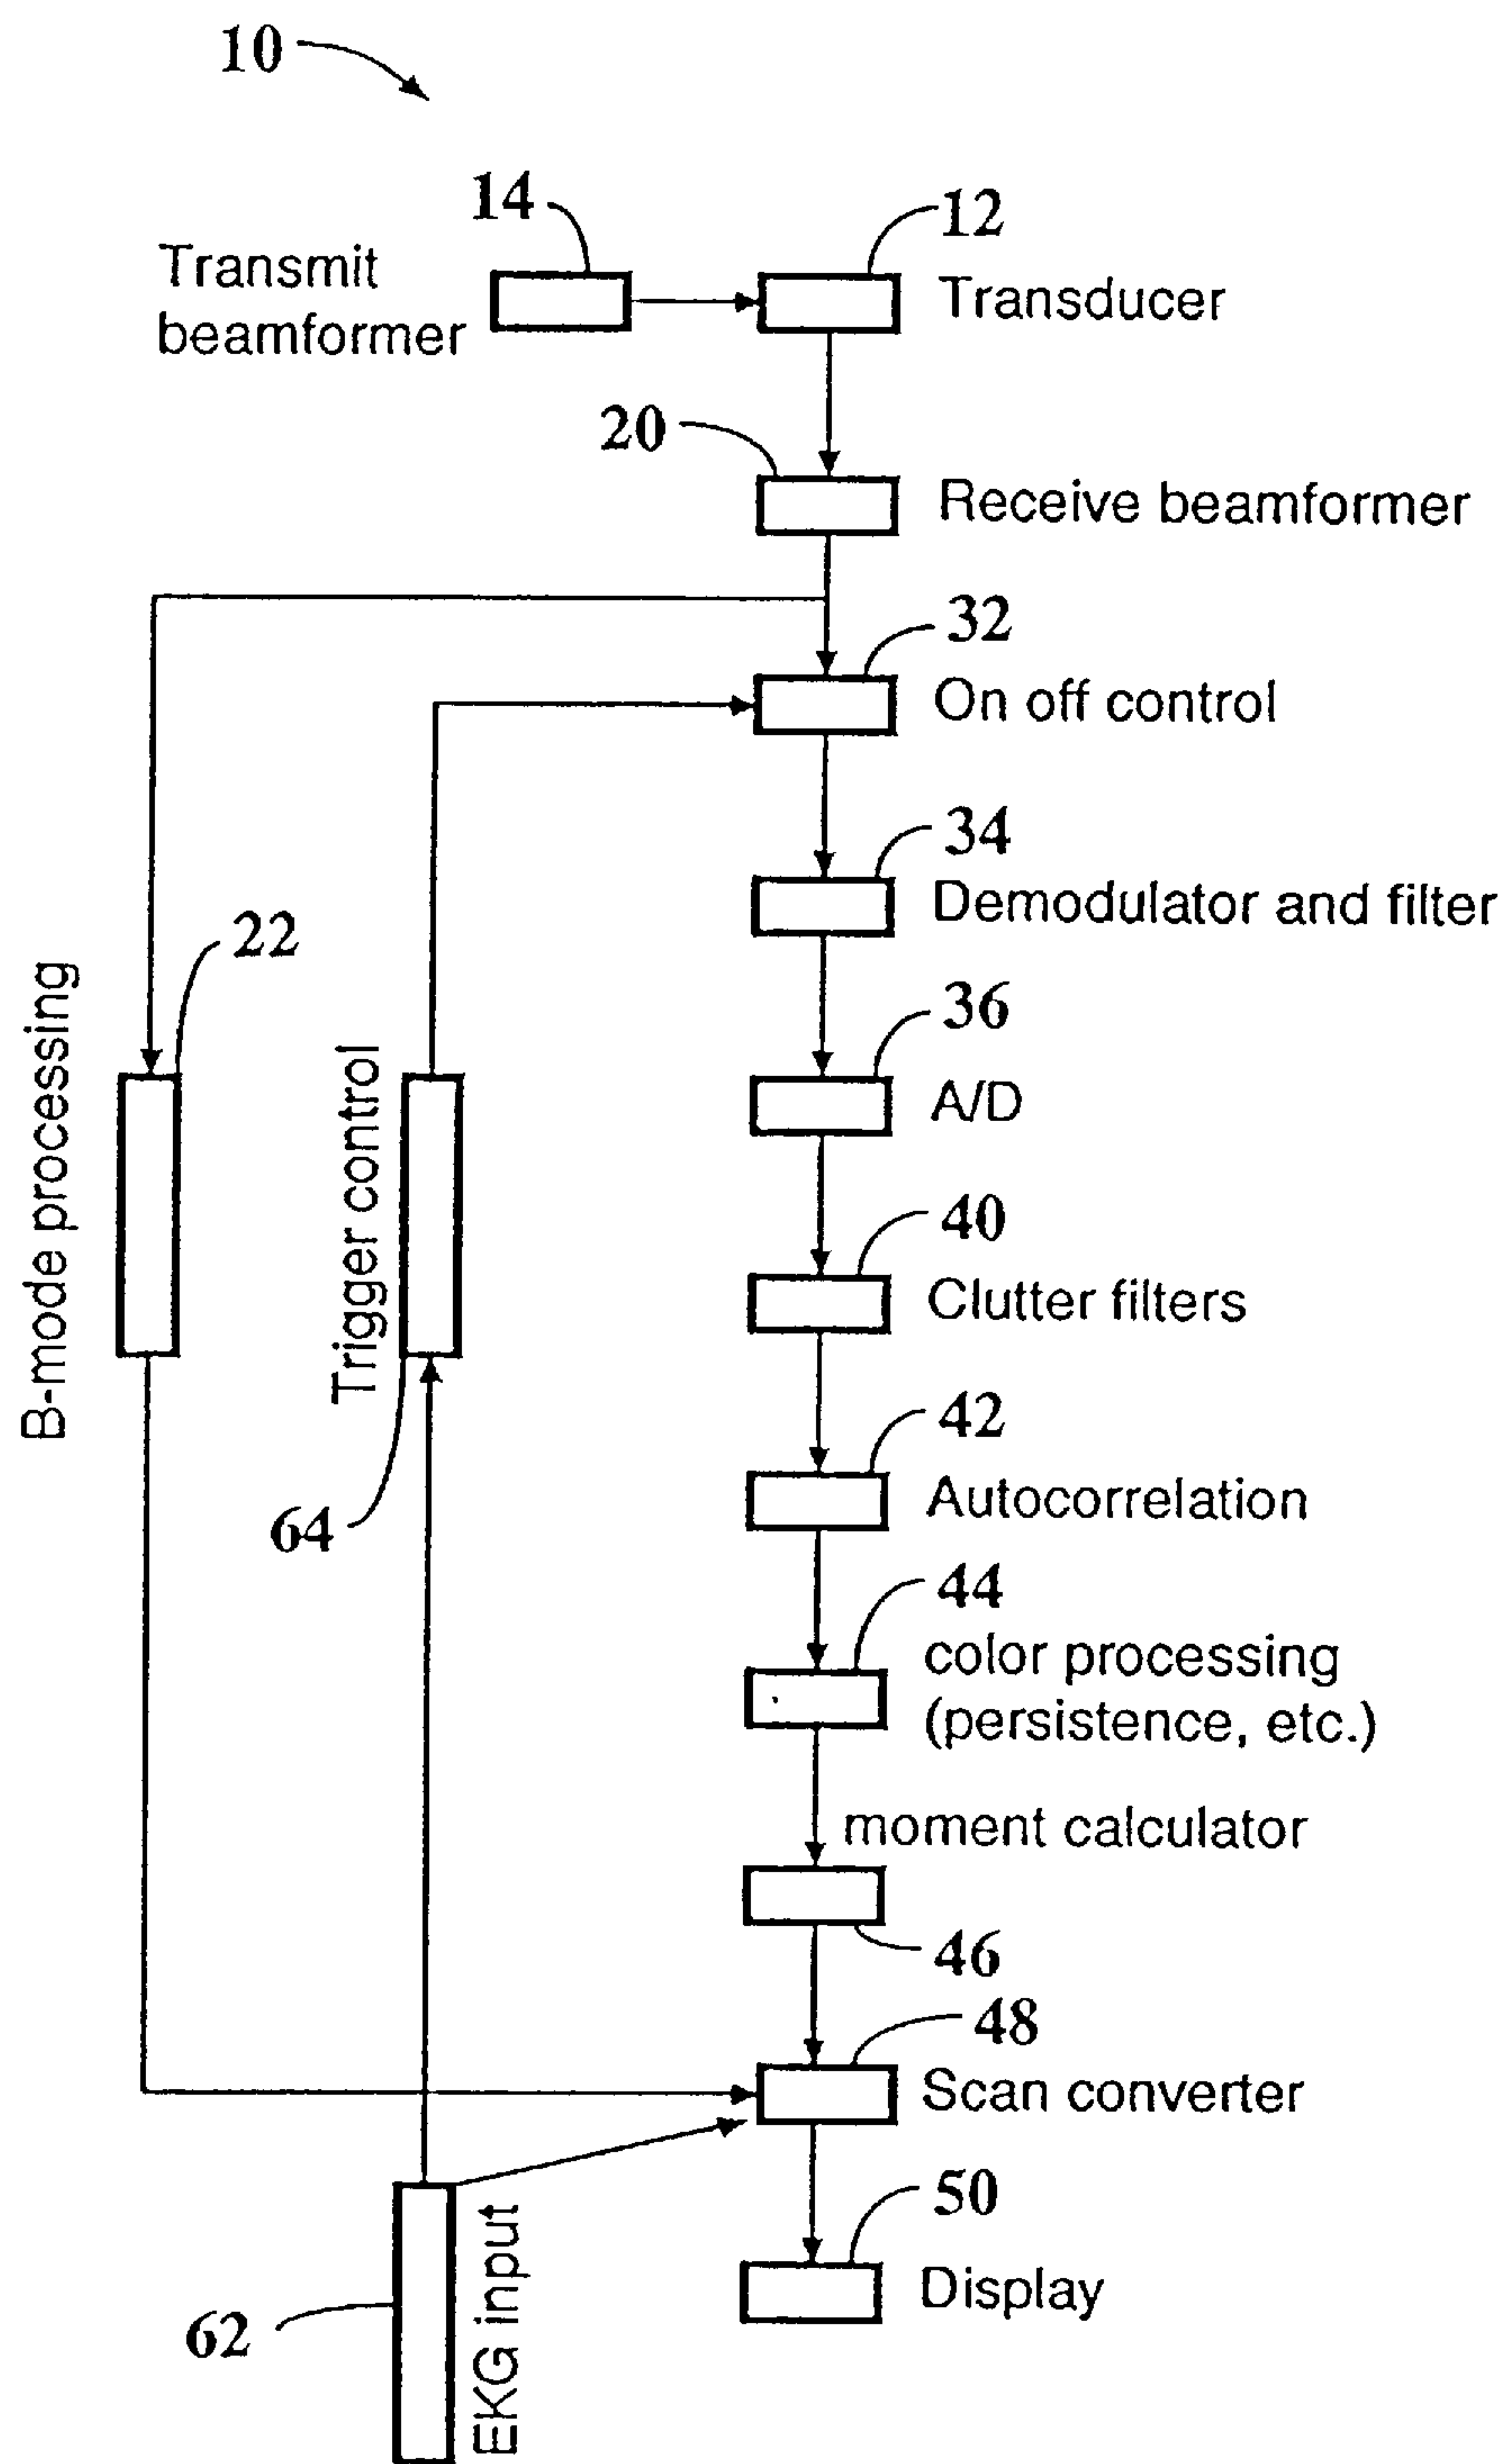 10
14
12
Transmit
beamformer
Transducer
20
Receive beamformer
32
On off control
34
Demodulator and filter
22
B-mode processing
36
A/D
Trigger control
64
40
Clutter filters
42
Autocorrelation
44
color processing
(persistence, etc.)
moment calculator
46
48
Scan converter
50
Display
62
EKG input